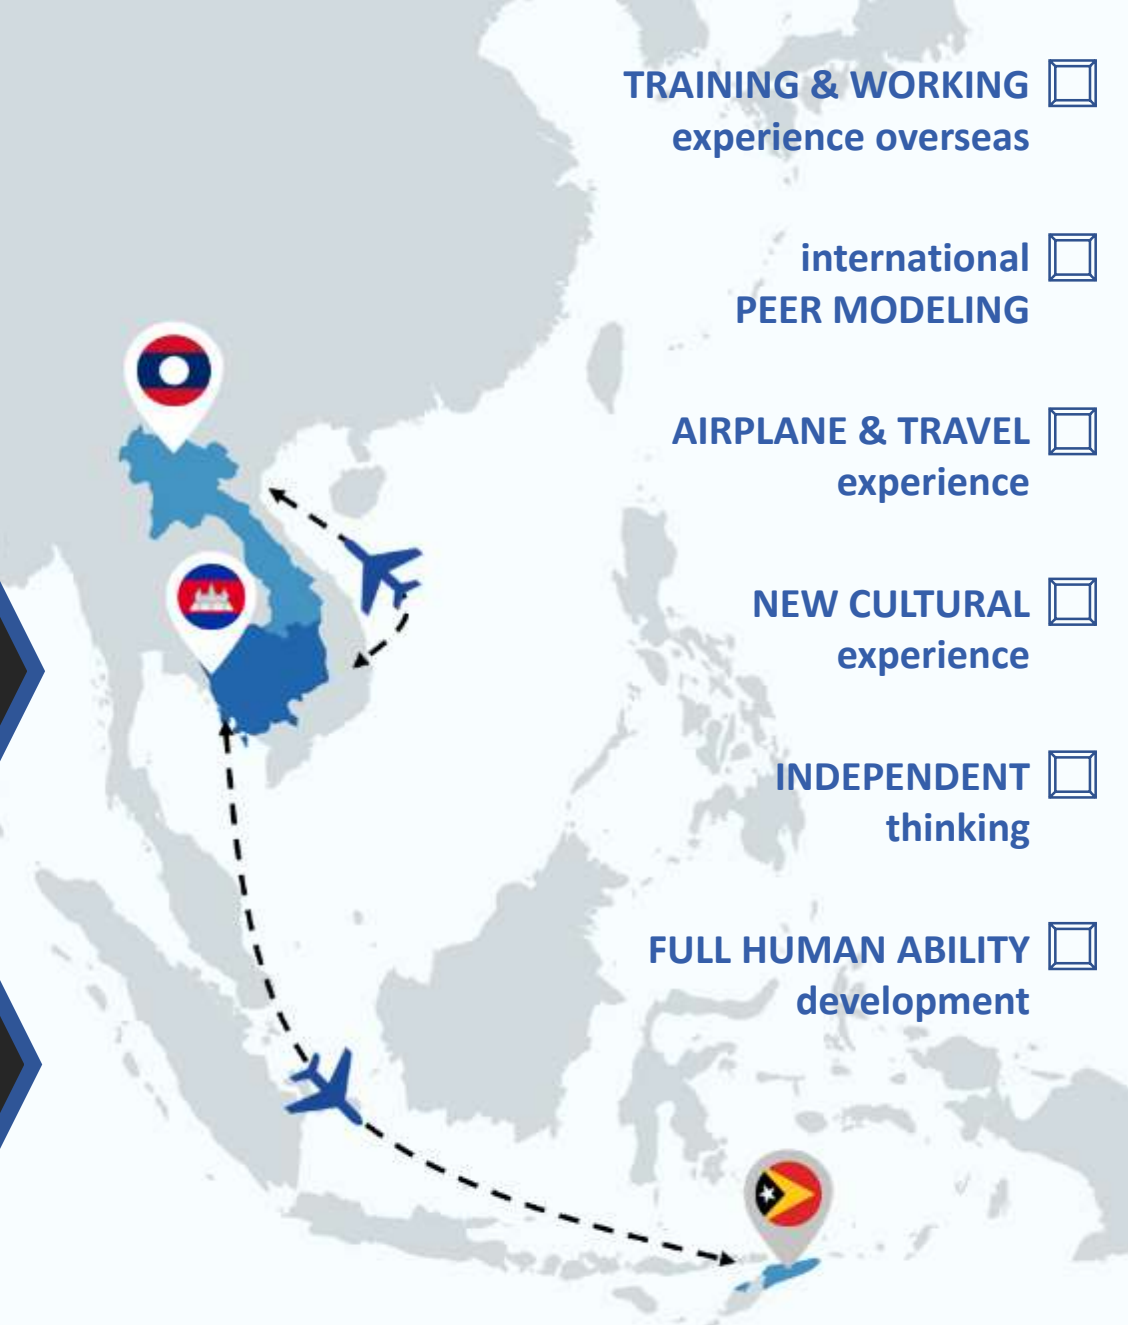 TRAINING & WORKING
experience overseas
international
PEER MODELING
AIRPLANE & TRAVEL
experience
NEW CULTURAL
experience
INDEPENDENT
thinking
FULL HUMAN ABILITY
development